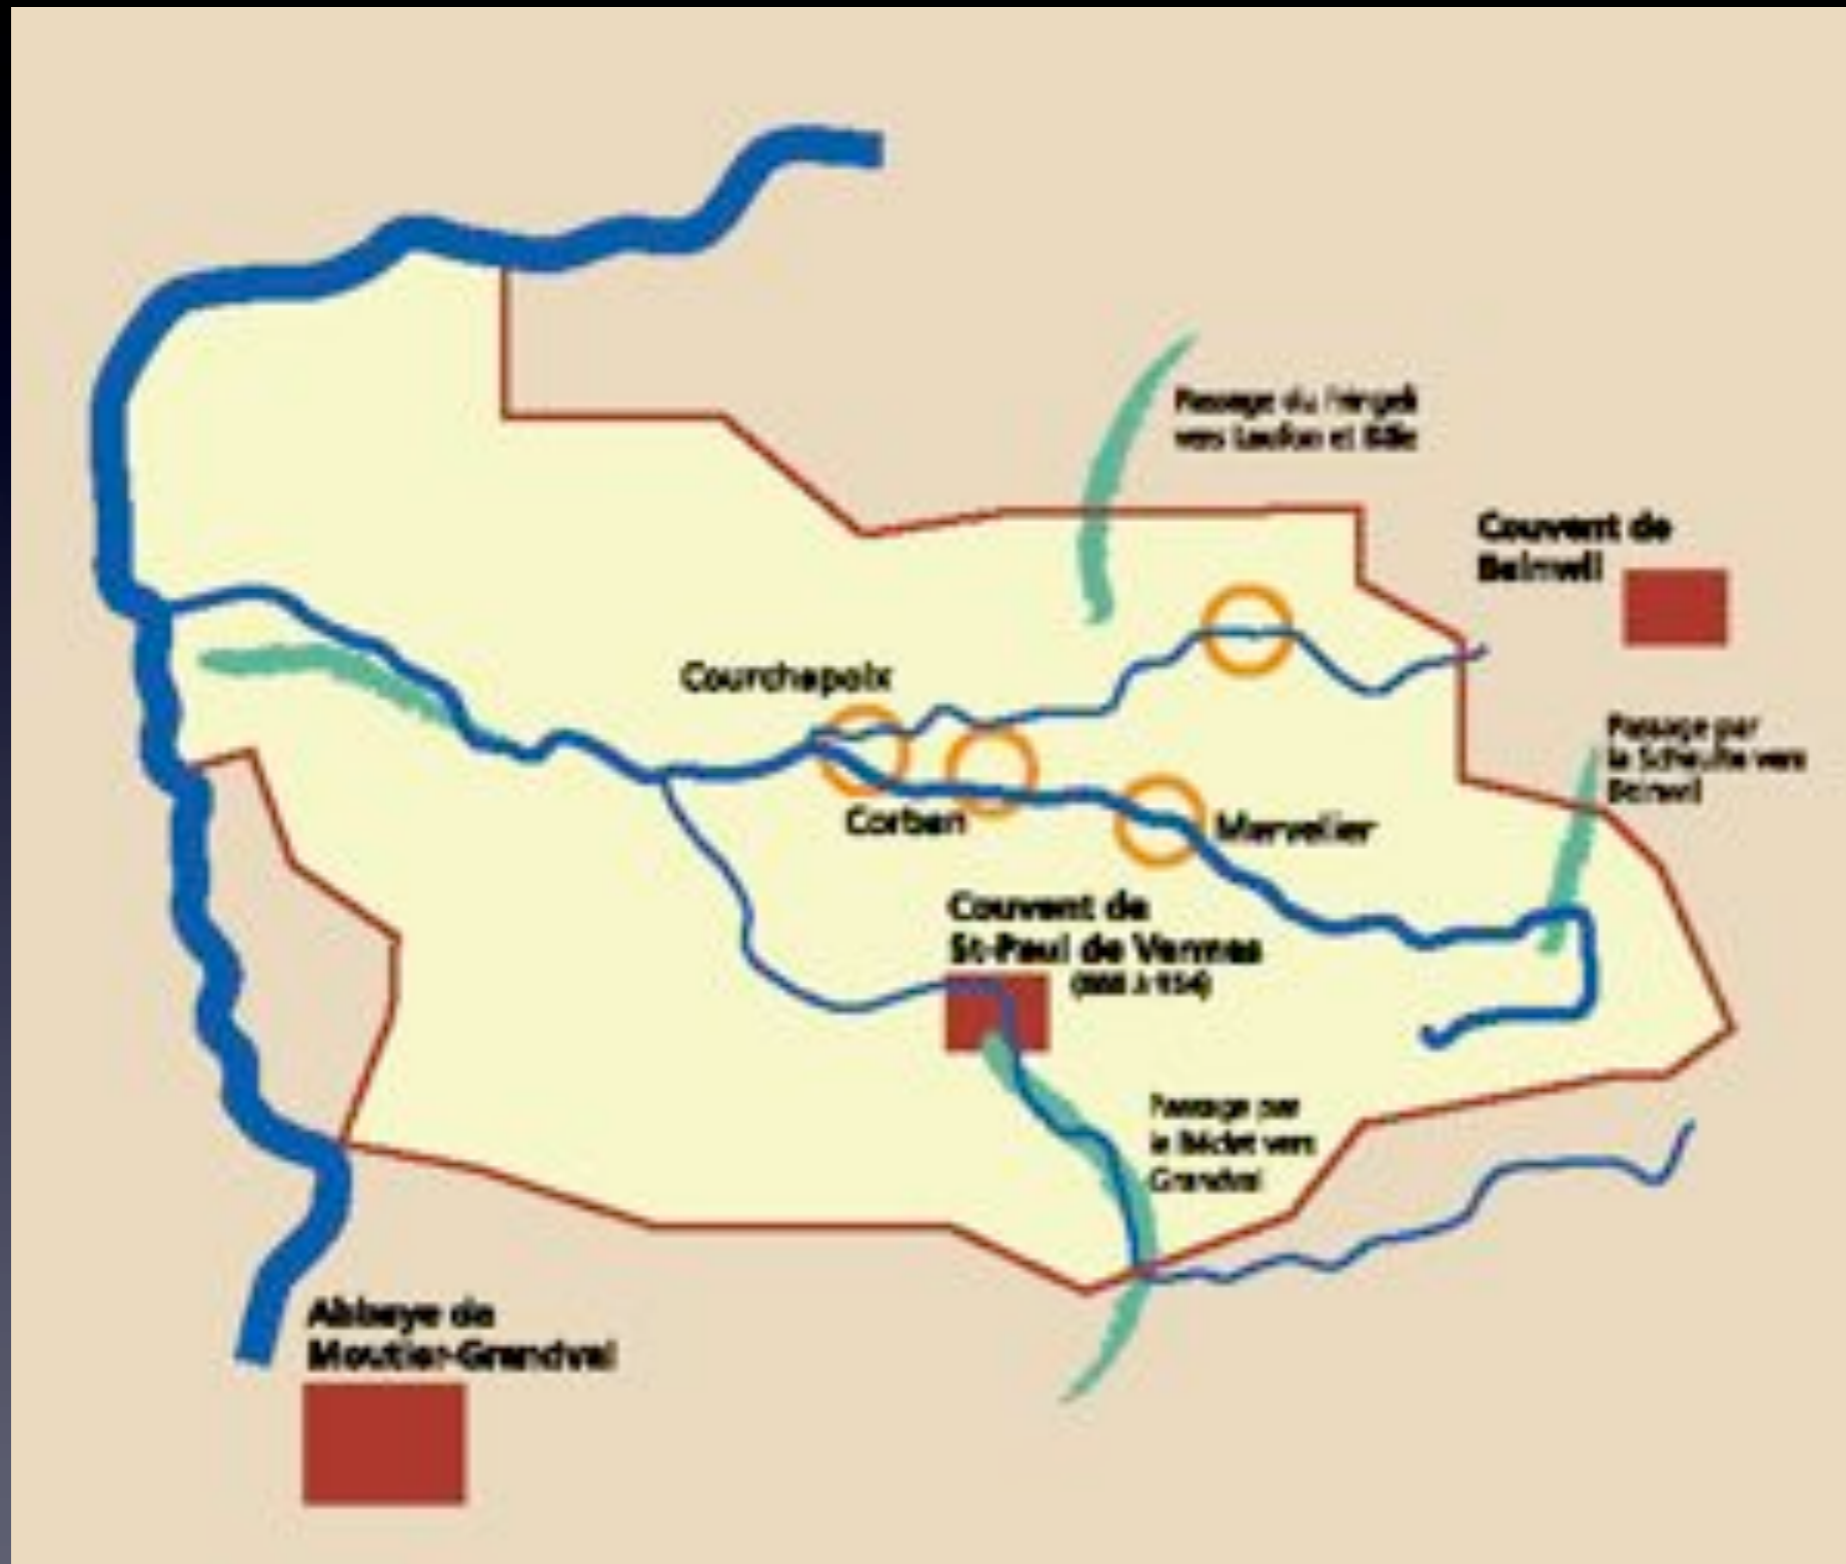 Passage du Fringeli
vers Laufon et Bâle
Couvent de
Beinwil
Courchapoix
Passage par
la Scheulte vers
Beinwil
Corban
Mervelier
Couvent de
St-Paul de Vermes
Passage par
le vers
Grandval
Abbaye de
Moutier-Grandval